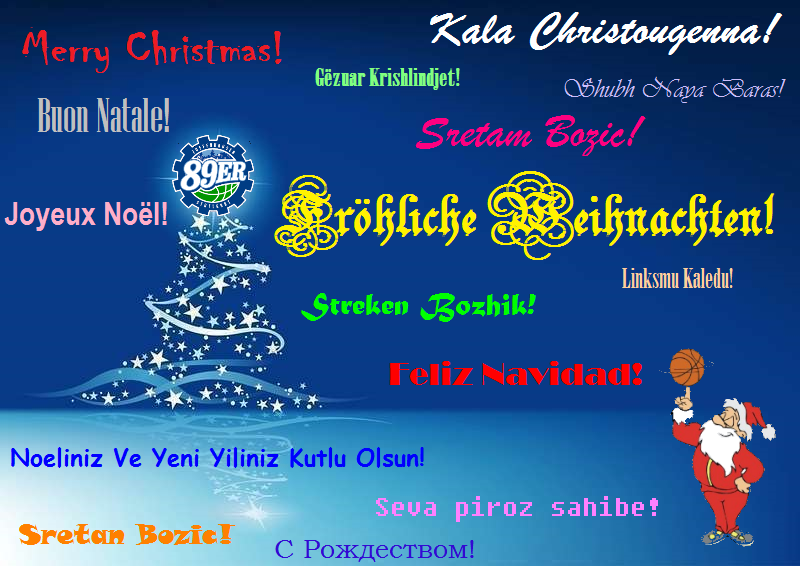 Merry Christmas!
Kala Christougenna!
Gëzuar Krishlindjet!
Shubh Naya Baras!
Buon Natale!
Sretam Bozic!
89ER
Joyeux Noël!
Fröhliche Weihnachten!
Linksmu Kaledu!
Streken Bozhik!
Feliz Navidad!
Noeliniz Ve Yeni Yiliniz Kutlu Olsun!
Seva piroz sahibe!
Sretan Bozic!
С Рождеством!